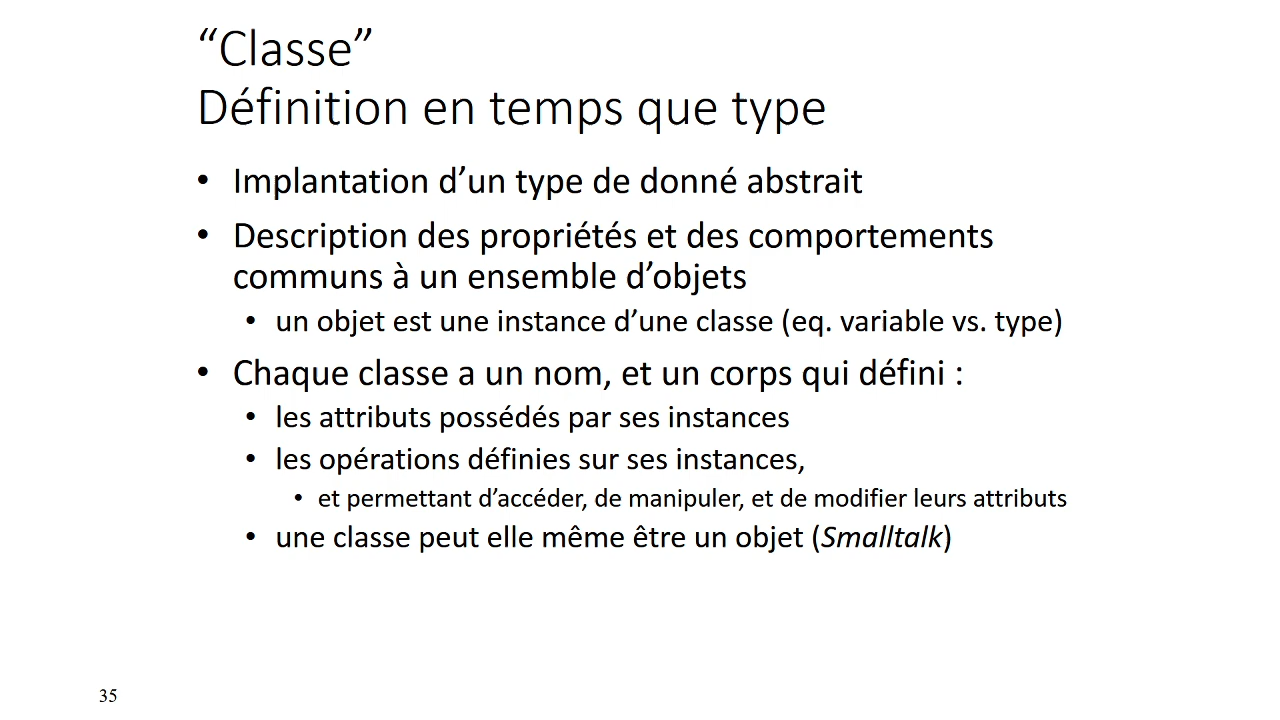 “Classe”
Définition en temps que type
• Implantation d’un type de donné abstrait
• Description des propriétés et des comportements
communs à un ensemble d’objets
• un objet est une instance d’une classe (eq. variable vs. type)
• Chaque classe a un nom, et un corps qui défini :
• les attributs possédés par ses instances
• les opérations définies sur ses instances,
• et permettant d’accéder, de manipuler, et de modifier leurs attributs
• une classe peut elle même être un objet (Smalltalk)
35